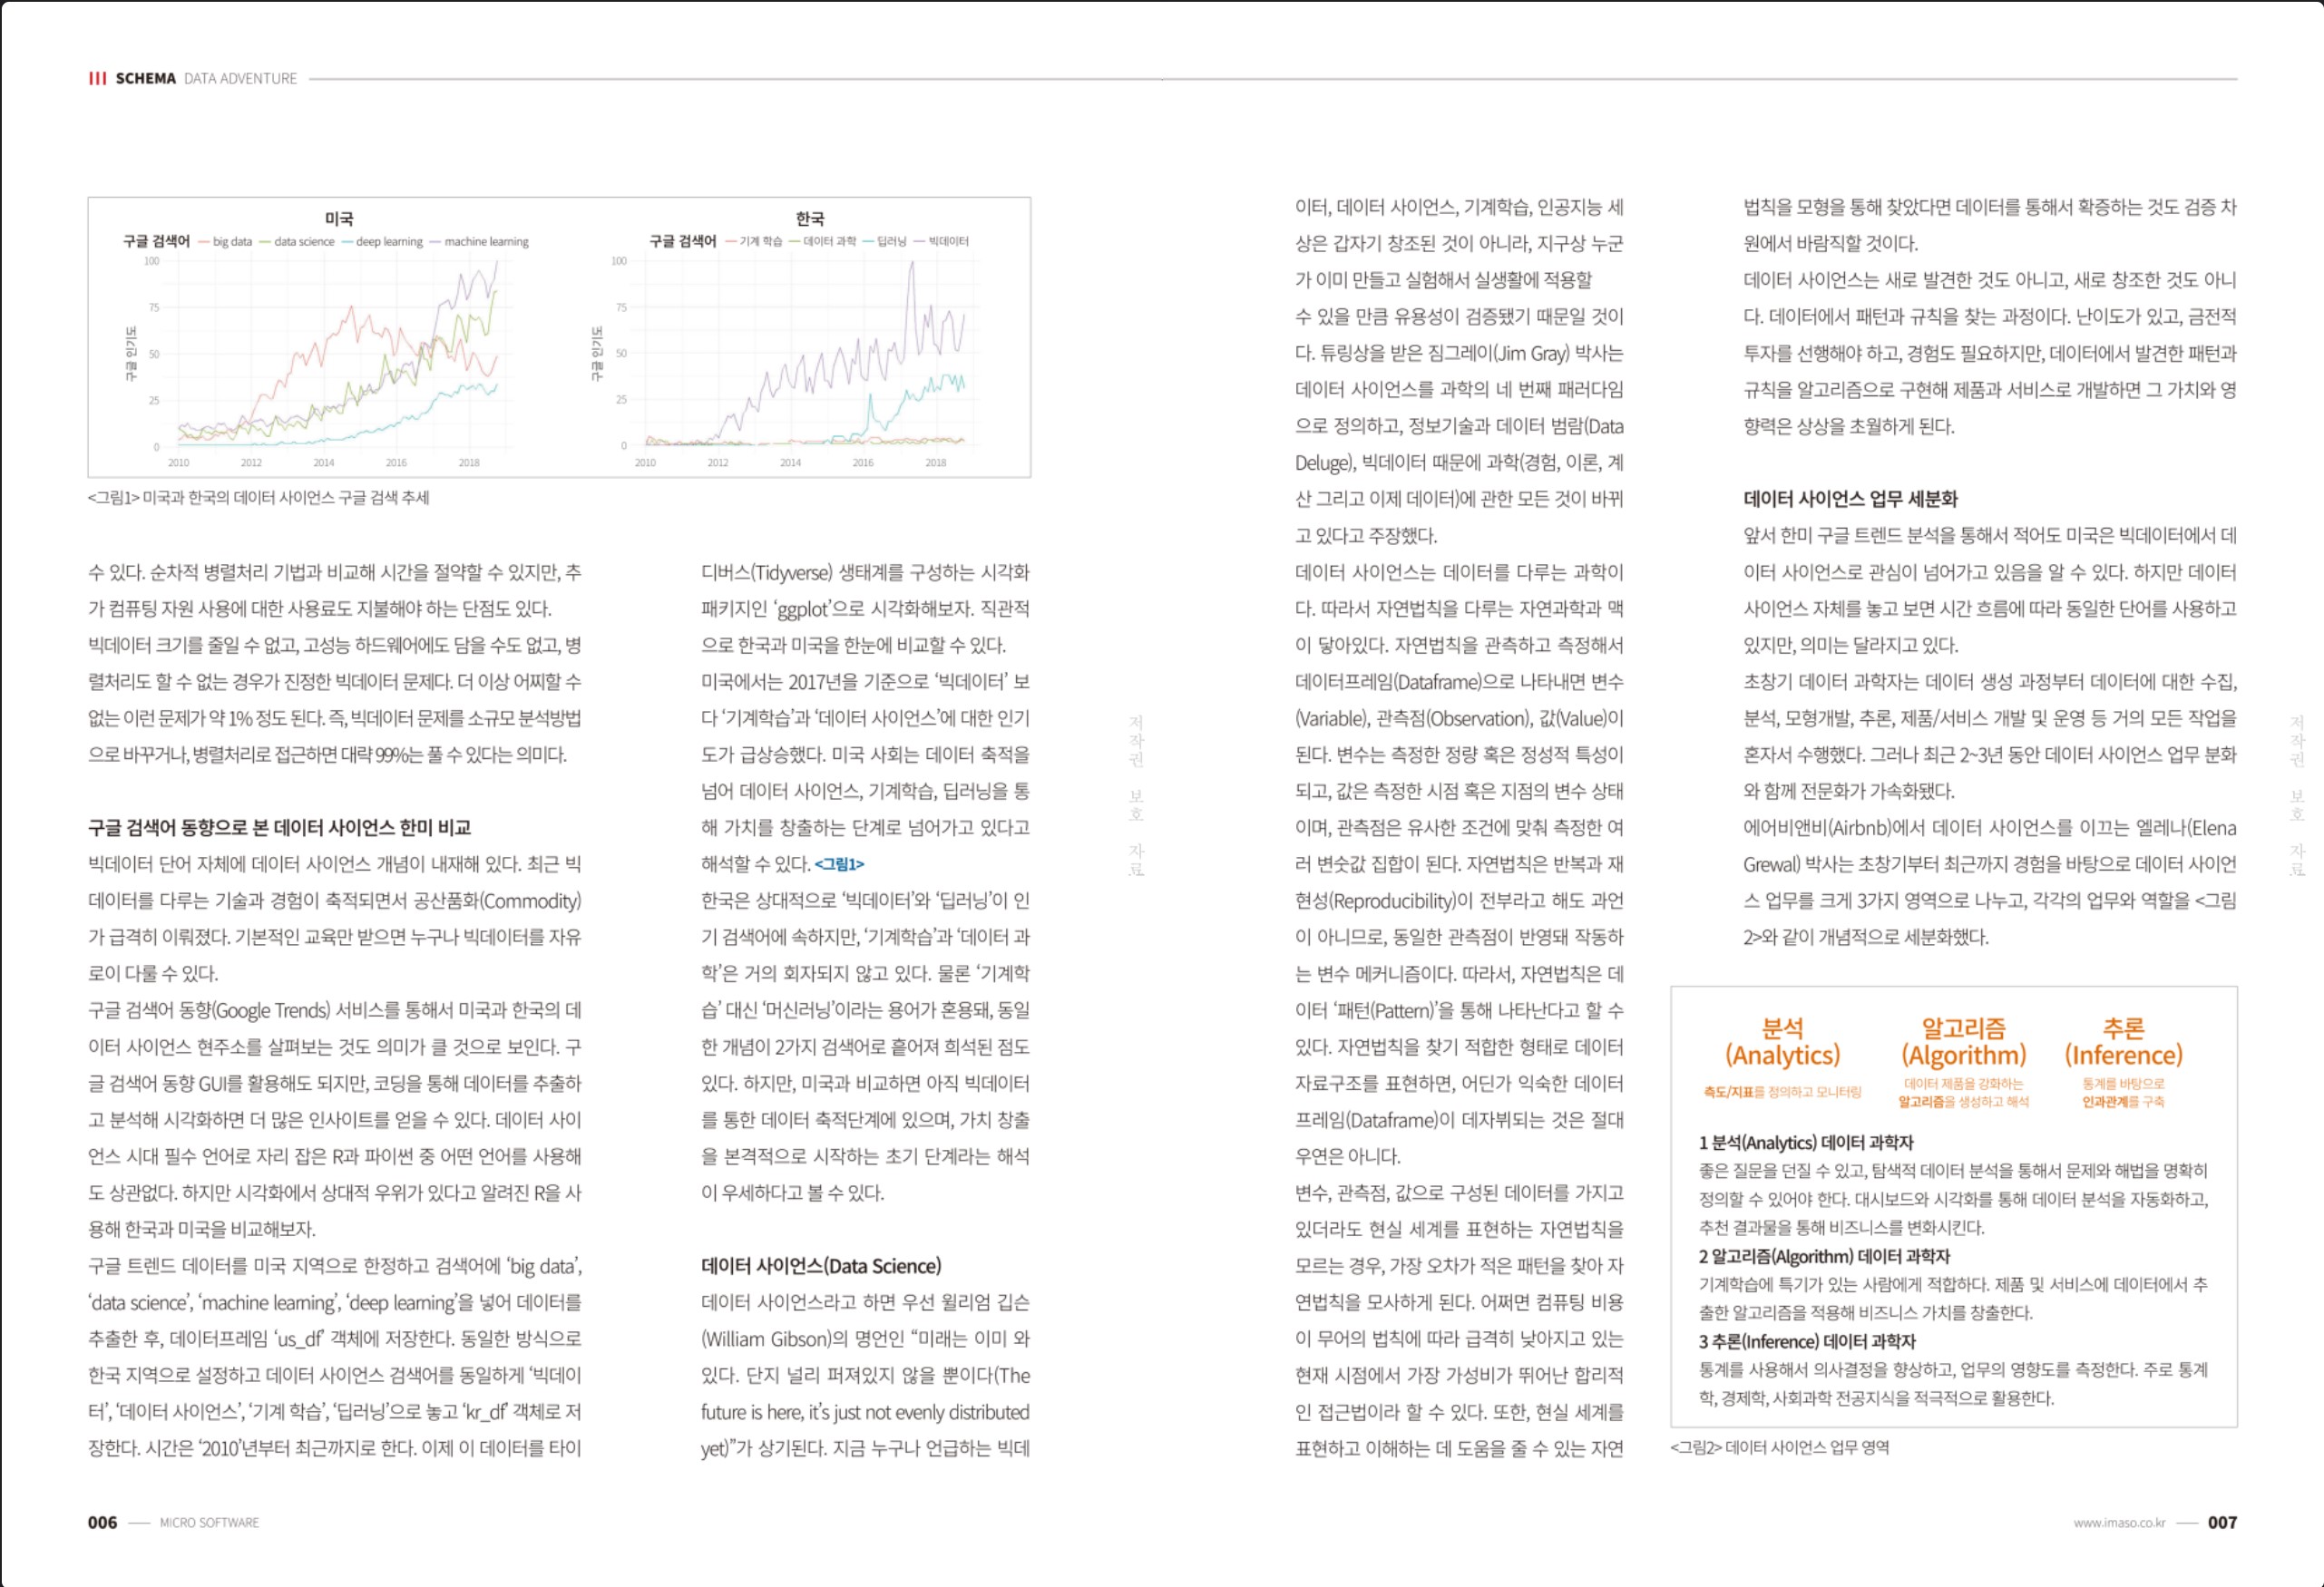 SCHEMA DATA ADVENTURE
미국
구글 검색어 big data data science deep learning machine learning
100
75
50
25
0
구글 인기도
2010 2012 2014 2016 2018
한국
구글 검색어 기계 학습 데이터 과학 딥러닝 빅데이터
100
75
50
25
0
구글 인기도
2010 2012 2014 2016 2018
<그림1> 미국과 한국의 데이터 사이언스 구글 검색 추세
수 있다. 순차적 병렬처리 기법과 비교해 시간을 절약할 수 있지만, 추
가 컴퓨팅 자원 사용에 대한 사용료도 지불해야 하는 단점도 있다.
빅데이터 크기를 줄일 수 없고, 고성능 하드웨어에도 담을 수도 없고, 병
렬처리도 할 수 없는 경우가 진정한 빅데이터 문제다. 더 이상 어찌할 수
없는 이런 문제가 약 1% 정도 된다. 즉, 빅데이터 문제를 소규모 분석방법
으로 바꾸거나, 병렬처리로 접근하면 대략 99%는 풀 수 있다는 의미다.
구글 검색어 동향으로 본 데이터 사이언스 한미 비교
빅데이터 단어 자체에 데이터 사이언스 개념이 내재해 있다. 최근 빅
데이터를 다루는 기술과 경험이 축적되면서 공산품화(Commodity)
가 급격히 이뤄졌다. 기본적인 교육만 받으면 누구나 빅데이터를 자유
로이 다룰 수 있다.
구글 검색어 동향(Google Trends) 서비스를 통해서 미국과 한국의 데
이터 사이언스 현주소를 살펴보는 것도 의미가 클 것으로 보인다. 구
글 검색어 동향 GUI를 활용해도 되지만, 코딩을 통해 데이터를 추출하
고 분석해 시각화하면 더 많은 인사이트를 얻을 수 있다. 데이터 사이
언스 시대 필수 언어로 자리 잡은 R과 파이썬 중 어떤 언어를 사용해
도 상관없다. 하지만 시각화에서 상대적 우위가 있다고 알려진 R을 사
용해 한국과 미국을 비교해보자.
구글 트렌드 데이터를 미국 지역으로 한정하고 검색어에 ‘big data’,
‘data science’, ‘machine learning’, ‘deep learning’을 넣어 데이터를
추출한 후, 데이터프레임 ‘us_df’ 객체에 저장한다. 동일한 방식으로
한국 지역으로 설정하고 데이터 사이언스 검색어를 동일하게 ‘빅데이
터’, ‘데이터 사이언스’, ‘기계 학습’, ‘딥러닝’으로 놓고 ‘kr_df’ 객체로 저
장한다. 시간은 ‘2010’년부터 최근까지로 한다. 이제 이 데이터를 타이
디버스(Tidyverse) 생태계를 구성하는 시각화
패키지인 ‘ggplot’으로 시각화해보자. 직관적
으로 한국과 미국을 한눈에 비교할 수 있다.
미국에서는 2017년을 기준으로 ‘빅데이터’ 보
다 ‘기계학습’과 ‘데이터 사이언스’에 대한 인기
도가 급상승했다. 미국 사회는 데이터 축적을
넘어 데이터 사이언스, 기계학습, 딥러닝을 통
해 가치를 창출하는 단계로 넘어가고 있다고
해석할 수 있다. <그림1>
한국은 상대적으로 ‘빅데이터’와 ‘딥러닝’이 인
기 검색어에 속하지만, ‘기계학습’과 ‘데이터 과
학’은 거의 회자되지 않고 있다. 물론 ‘기계학
습’ 대신 ‘머신러닝’이라는 용어가 혼용돼, 동일
한 개념이 2가지 검색어로 흩어져 희석된 점도
있다. 하지만, 미국과 비교하면 아직 빅데이터
를 통한 데이터 축적단계에 있으며, 가치 창출
을 본격적으로 시작하는 초기 단계라는 해석
이 우세하다고 볼 수 있다.
데이터 사이언스(Data Science)
데이터 사이언스라고 하면 우선 윌리엄 깁슨
(William Gibson)의 명언인 “미래는 이미 와
있다. 단지 널리 퍼져있지 않을 뿐이다(The
future is here, it’s just not evenly distributed
yet)”가 상기된다. 지금 누구나 언급하는 빅데
저작권 보호 자료
이터, 데이터 사이언스, 기계학습, 인공지능 세
상은 갑자기 창조된 것이 아니라, 지구상 누군
가 이미 만들고 실험해서 실생활에 적용할
수 있을 만큼 유용성이 검증됐기 때문일 것이
다. 튜링상을 받은 짐그레이(Jim Gray) 박사는
데이터 사이언스를 과학의 네 번째 패러다임
으로 정의하고, 정보기술과 데이터 범람(Data
Deluge), 빅데이터 때문에 과학(경험, 이론, 계
산 그리고 이제 데이터)에 관한 모든 것이 바뀌
고 있다고 주장했다.
데이터 사이언스는 데이터를 다루는 과학이
다. 따라서 자연법칙을 다루는 자연과학과 맥
이 닿아있다. 자연법칙을 관측하고 측정해서
데이터프레임(Dataframe)으로 나타내면 변수
(Variable), 관측점(Observation), 값(Value)이
된다. 변수는 측정한 정량 혹은 정성적 특성이
되고, 값은 측정한 시점 혹은 지점의 변수 상태
이며, 관측점은 유사한 조건에 맞춰 측정한 여
러 변숫값 집합이 된다. 자연법칙은 반복과 재
현성(Reproducibility)이 전부라고 해도 과언
이 아니므로, 동일한 관측점이 반영돼 작동하
는 변수 메커니즘이다. 따라서, 자연법칙은 데
이터 ‘패턴(Pattern)’을 통해 나타난다고 할 수
있다. 자연법칙을 찾기 적합한 형태로 데이터
자료구조를 표현하면, 어딘가 익숙한 데이터
프레임(Dataframe)이 데자뷔되는 것은 절대
우연은 아니다.
변수, 관측점, 값으로 구성된 데이터를 가지고
있더라도 현실 세계를 표현하는 자연법칙을
모르는 경우, 가장 오차가 적은 패턴을 찾아 자
연법칙을 모사하게 된다. 어쩌면 컴퓨팅 비용
이 무어의 법칙에 따라 급격히 낮아지고 있는
현재 시점에서 가장 가성비가 뛰어난 합리적
인 접근법이라 할 수 있다. 또한, 현실 세계를
표현하고 이해하는 데 도움을 줄 수 있는 자연
법칙을 모형을 통해 찾았다면 데이터를 통해서 확증하는 것도 검증 차
원에서 바람직할 것이다.
데이터 사이언스는 새로 발견한 것도 아니고, 새로 창조한 것도 아니
다. 데이터에서 패턴과 규칙을 찾는 과정이다. 난이도가 있고, 금전적
투자를 선행해야 하고, 경험도 필요하지만, 데이터에서 발견한 패턴과
규칙을 알고리즘으로 구현해 제품과 서비스로 개발하면 그 가치와 영
향력은 상상을 초월하게 된다.
데이터 사이언스 업무 세분화
앞서 한미 구글 트렌드 분석을 통해서 적어도 미국은 빅데이터에서 데
이터 사이언스로 관심이 넘어가고 있음을 알 수 있다. 하지만 데이터
사이언스 자체를 놓고 보면 시간 흐름에 따라 동일한 단어를 사용하고
있지만, 의미는 달라지고 있다.
초창기 데이터 과학자는 데이터 생성 과정부터 데이터에 대한 수집,
분석, 모형개발, 추론, 제품/서비스 개발 및 운영 등 거의 모든 작업을
혼자서 수행했다. 그러나 최근 2~3년 동안 데이터 사이언스 업무 분화
와 함께 전문화가 가속화됐다.
에어비앤비(Airbnb)에서 데이터 사이언스를 이끄는 엘레나(Elena
Grewal) 박사는 초창기부터 최근까지 경험을 바탕으로 데이터 사이언
스 업무를 크게 3가지 영역으로 나누고, 각각의 업무와 역할을 <그림
2>와 같이 개념적으로 세분화했다.
분석
(Analytics)
측도/지표를 정의하고 모니터링
알고리즘
(Algorithm)
데이터 제품을 강화하는
알고리즘을 생성하고 해석
추론
(Inference)
통계를 바탕으로
인과관계를 구축
1 분석(Analytics) 데이터 과학자
좋은 질문을 던질 수 있고, 탐색적 데이터 분석을 통해서 문제와 해법을 명확히
정의할 수 있어야 한다. 대시보드와 시각화를 통해 데이터 분석을 자동화하고,
추천 결과물을 통해 비즈니스를 변화시킨다.
2 알고리즘(Algorithm) 데이터 과학자
기계학습에 특기가 있는 사람에게 적합하다. 제품 및 서비스에 데이터에서 추
출한 알고리즘을 적용해 비즈니스 가치를 창출한다.
3 추론(Inference) 데이터 과학자
통계를 사용해서 의사결정을 향상하고, 업무의 영향도를 측정한다. 주로 통계
학, 경제학, 사회과학 전공지식을 적극적으로 활용한다.
<그림2> 데이터 사이언스 업무 영역
저작권 보호 자료
006 MICRO SOFTWARE
www.imaso.co.kr 007